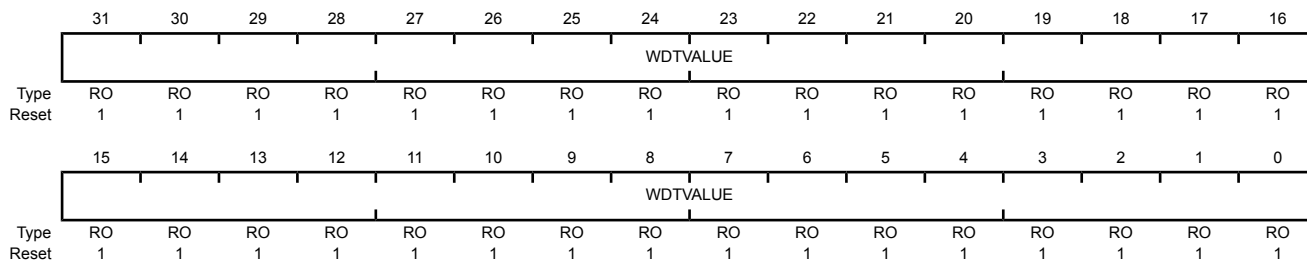 31 30 29 28 27 26 25 24 23 22 21 20 19 18 17 16
WDTVALUE
Type RO RO RO RO RO RO RO RO RO RO RO RO RO RO RO RO
Reset 1 1 1 1 1 1 1 1 1 1 1 1 1 1 1 1
15 14 13 12 11 10 9 8 7 6 5 4 3 2 1 0
WDTVALUE
Type RO RO RO RO RO RO RO RO RO RO RO RO RO RO RO RO
Reset 1 1 1 1 1 1 1 1 1 1 1 1 1 1 1 1